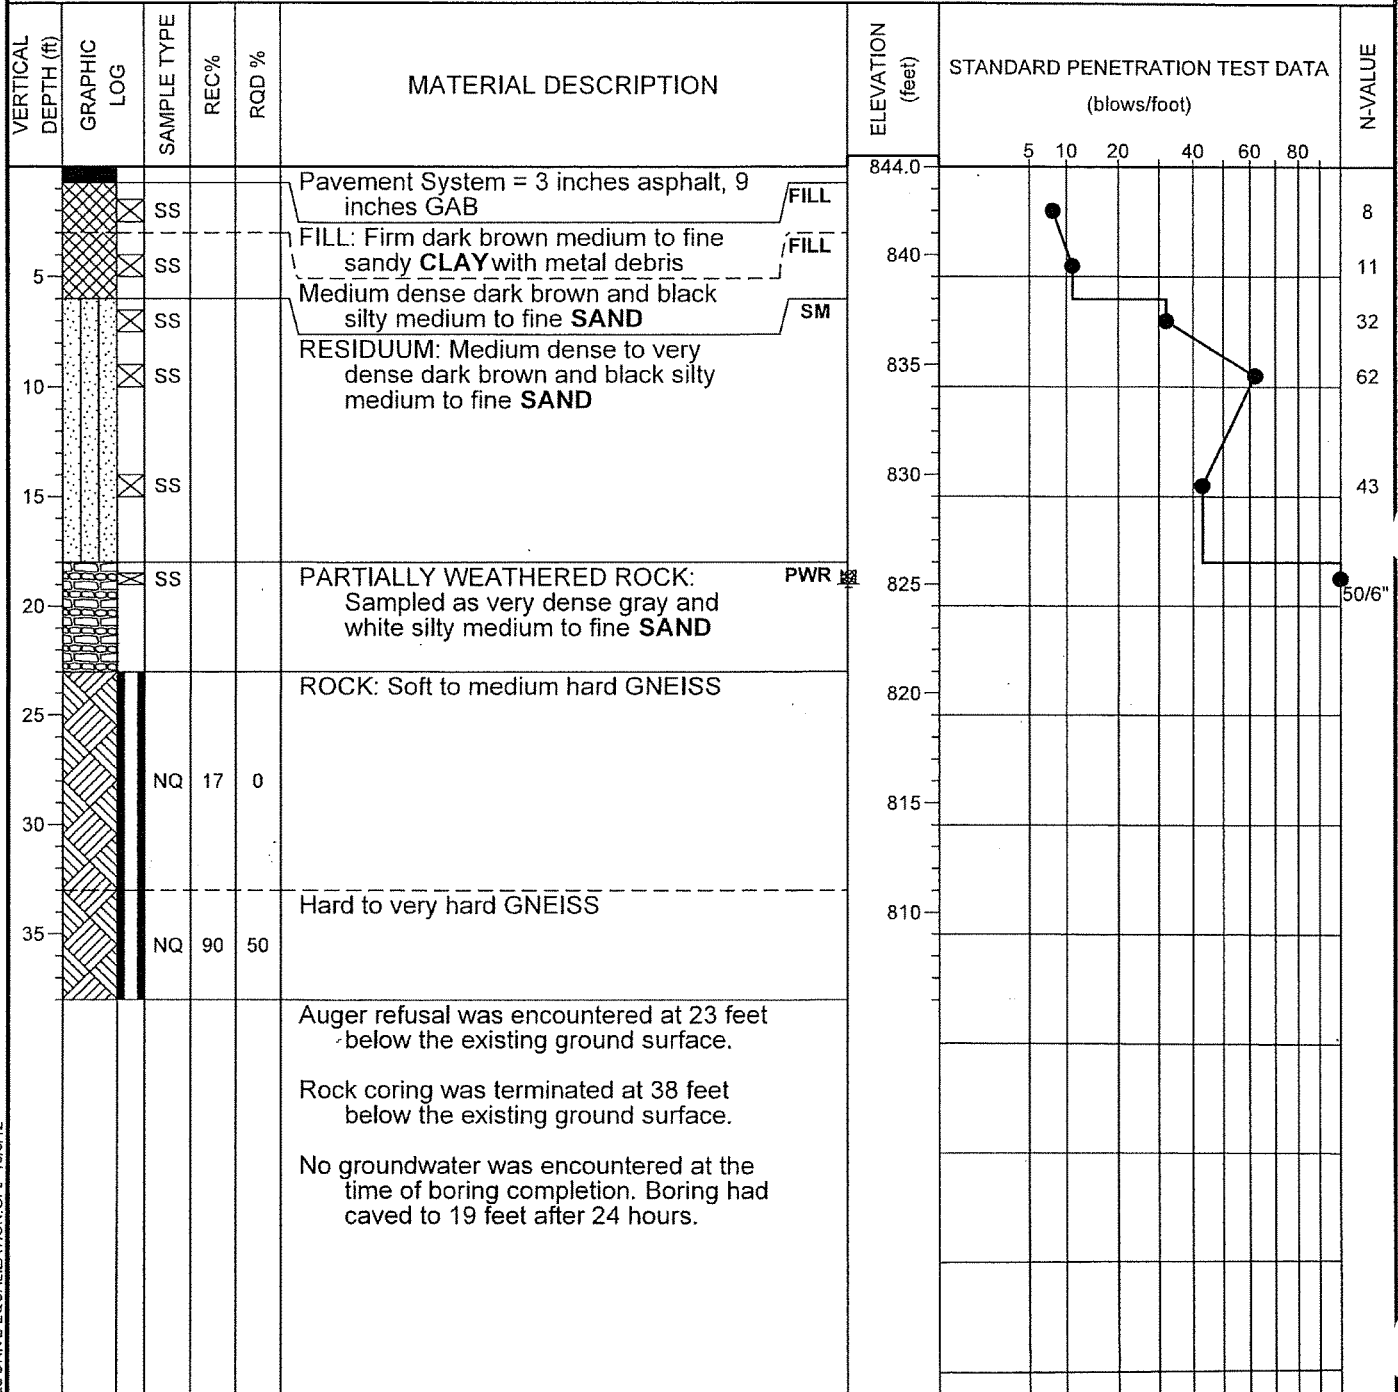 VERTICAL DEPTH (ft)
GRAPHIC LOG
SAMPLE TYPE
REC%
RQD %
MATERIAL DESCRIPTION
ELEVATION (feet)
STANDARD PENETRATION TEST DATA
(blows/foot)
N-VALUE
5 10 20 40 60 80
844.0
Pavement System = 3 inches asphalt, 9
inches GAB
FILL
SS
8
FILL: Firm dark brown medium to fine
sandy CLAY with metal debris
FILL
840
5
SS
11
Medium dense dark brown and black
silty medium to fine SAND
SM
SS
32
RESIDUUM: Medium dense to very
dense dark brown and black silty
medium to fine SAND
835
10
SS
62
830
15
SS
43
PARTIALLY WEATHERED ROCK:
Sampled as very dense gray and
white silty medium to fine SAND
PWR
SS
825
50/6"
20
ROCK: Soft to medium hard GNEISS
820
25
NQ 17 0
815
30
Hard to very hard GNEISS
810
35
NQ 90 50
Auger refusal was encountered at 23 feet
below the existing ground surface.
Rock coring was terminated at 38 feet
below the existing ground surface.
No groundwater was encountered at the
time of boring completion. Boring had
caved to 19 feet after 24 hours.